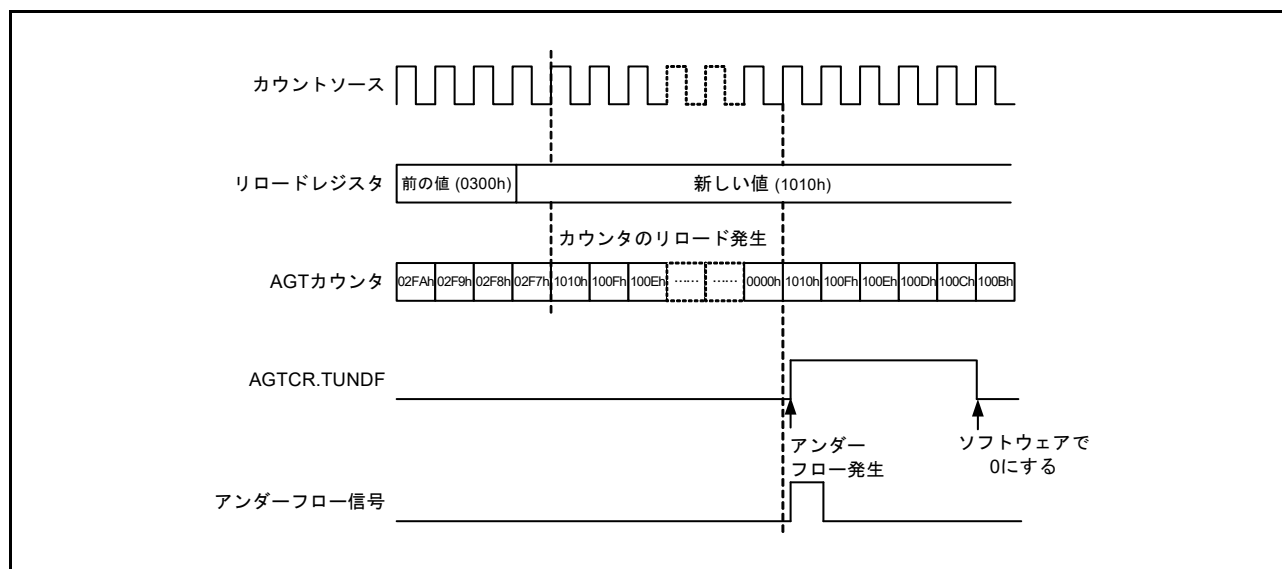 カウントソース
リロードレジスタ
前の値 (0300h)
新しい値 (1010h)
カウンタのリロード発生
AGTカウンタ
02FAh 02F9h 02F8h 02F7h 1010h 100Fh 100Eh ...... ...... 0000h 1010h 100Fh 100Eh 100Dh 100Ch 100Bh
AGTCR.TUNDF
アンダー
フロー発生
ソフトウェアで
0にする
アンダーフロー信号